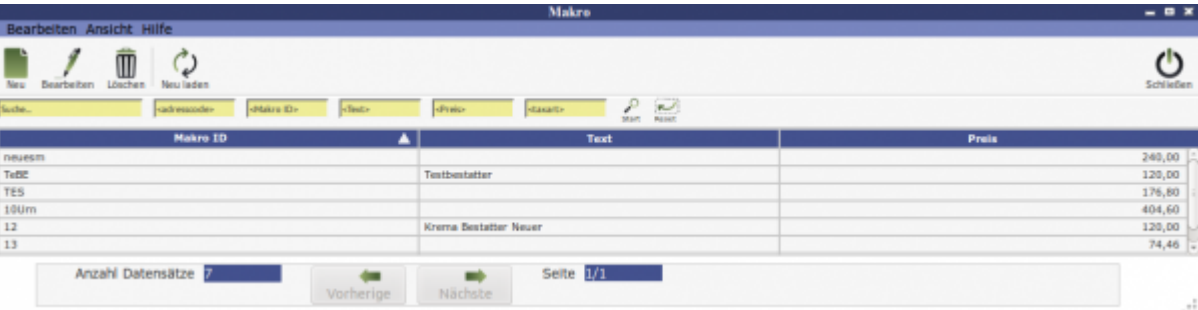 Makro
Bearbeiten Ansicht Hilfe
Neu Bearbeiten Löschen Neu laden Schließen
Suche... <adresscode> <Makro ID> <Text> <Preis> <taxart> Start Reset
Makro ID Text Preis
neuesm 240,00
TeBE Testbestatter 120,00
TES 176,80
10Um 404,60
12 Krema Bestatter Neuer 120,00
13 74,46
Anzahl Datensätze 7 Vorherige Nächste Seite 1/1